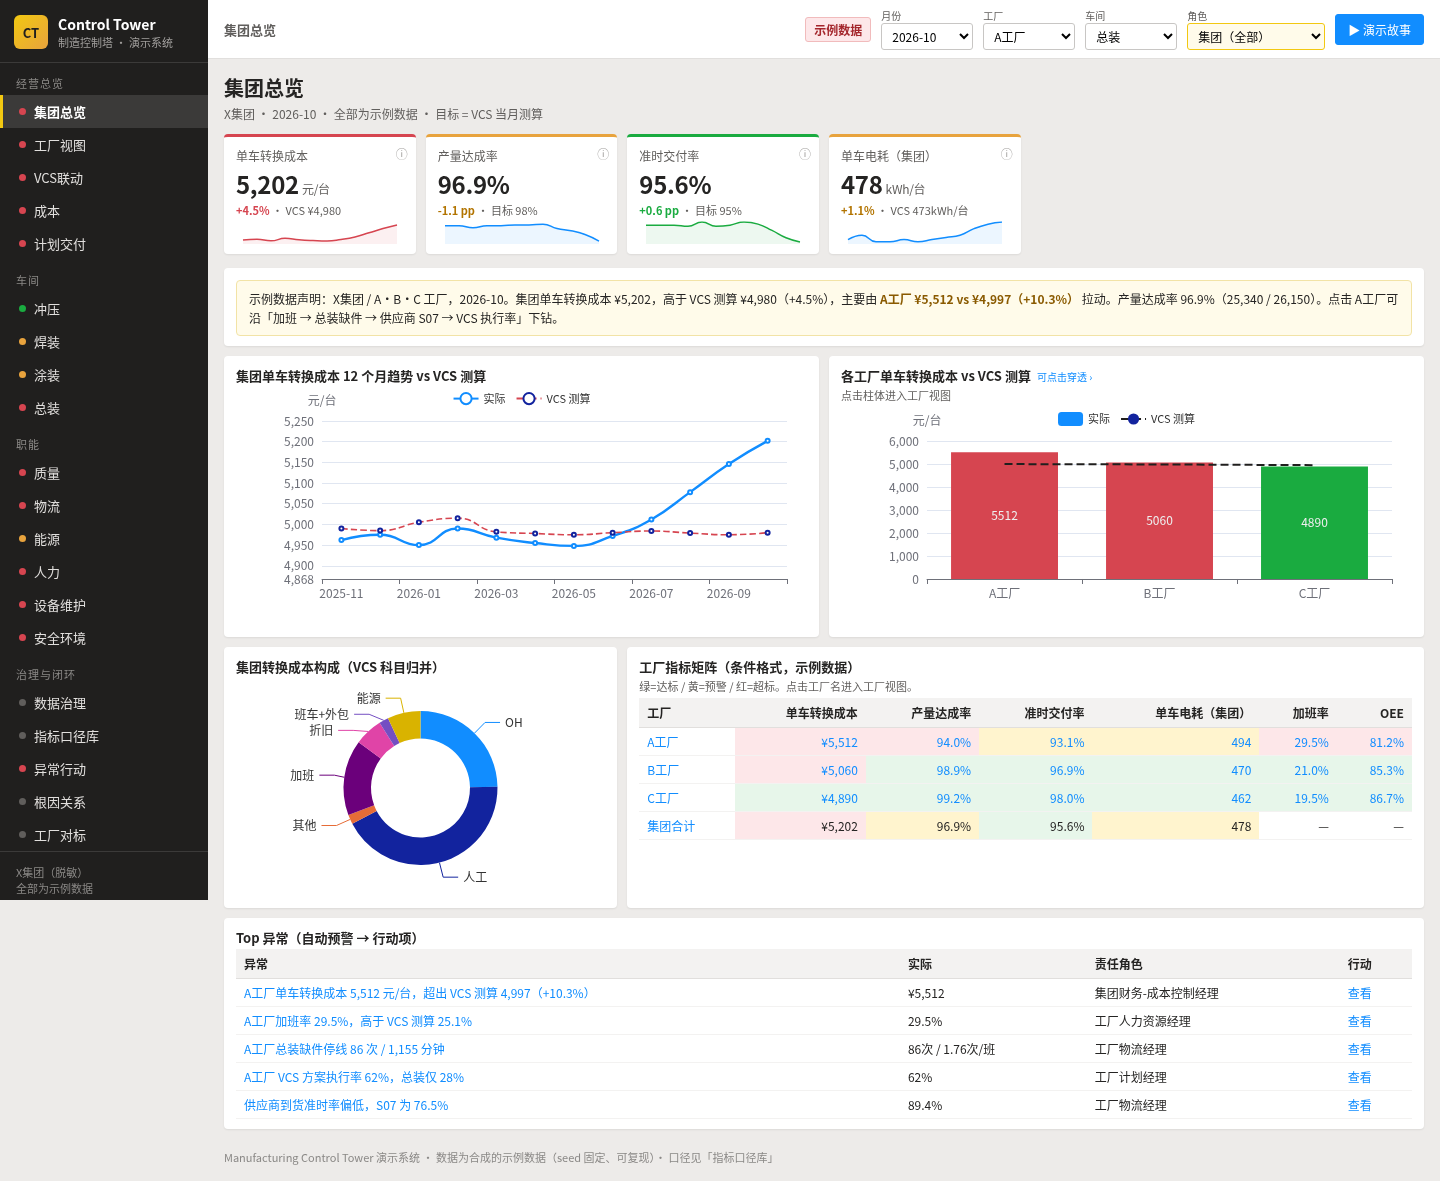 CT
Control Tower
制造控制塔 · 演示系统
经营总览
集团总览
工厂视图
VCS联动
成本
计划交付
车间
冲压
焊装
涂装
总装
职能
质量
物流
能源
人力
设备维护
安全环境
治理与闭环
数据治理
指标口径库
异常行动
根因关系
工厂对标
X集团（脱敏）
全部为示例数据
集团总览
示例数据
月份
2026-10
工厂
A工厂
车间
总装
角色
集团（全部）
▶ 演示故事
集团总览
X集团 · 2026-10 · 全部为示例数据 · 目标 = VCS 当月测算
单车转换成本 ⓘ
5,202 元/台
+4.5% · VCS ¥4,980
产量达成率 ⓘ
96.9%
-1.1 pp · 目标 98%
准时交付率 ⓘ
95.6%
+0.6 pp · 目标 95%
单车电耗（集团） ⓘ
478 kWh/台
+1.1% · VCS 473kWh/台
示例数据声明：X集团 / A·B·C 工厂，2026-10。集团单车转换成本 ¥5,202，高于 VCS 测算 ¥4,980（+4.5%），主要由 A工厂 ¥5,512 vs ¥4,997（+10.3%） 拉动。产量达成率 96.9%（25,340 / 26,150）。点击 A工厂可
沿「加班 → 总装缺件 → 供应商 S07 → VCS 执行率」下钻。
集团单车转换成本 12 个月趋势 vs VCS 测算
元/台
实际
VCS 测算
5,250
5,200
5,150
5,100
5,050
5,000
4,950
4,900
4,868
2025-11 2026-01 2026-03 2026-05 2026-07 2026-09
各工厂单车转换成本 vs VCS 测算 可点击穿透 ›
点击柱体进入工厂视图
元/台
实际
VCS 测算
6,000
5,000
4,000
3,000
2,000
1,000
0
5512
5060
4890
A工厂 B工厂 C工厂
集团转换成本构成（VCS 科目归并）
能源
班车+外包
折旧
OH
加班
其他
人工
工厂指标矩阵（条件格式，示例数据）
绿=达标 / 黄=预警 / 红=超标。点击工厂名进入工厂视图。
工厂 单车转换成本 产量达成率 准时交付率 单车电耗（集团） 加班率 OEE
A工厂 ¥5,512 94.0% 93.1% 494 29.5% 81.2%
B工厂 ¥5,060 98.9% 96.9% 470 21.0% 85.3%
C工厂 ¥4,890 99.2% 98.0% 462 19.5% 86.7%
集团合计 ¥5,202 96.9% 95.6% 478 — —
Top 异常（自动预警 → 行动项）
异常 实际 责任角色 行动
A工厂单车转换成本 5,512 元/台，超出 VCS 测算 4,997（+10.3%） ¥5,512 集团财务-成本控制经理 查看
A工厂加班率 29.5%，高于 VCS 测算 25.1% 29.5% 工厂人力资源经理 查看
A工厂总装缺件停线 86 次 / 1,155 分钟 86次 / 1.76次/班 工厂物流经理 查看
A工厂 VCS 方案执行率 62%，总装仅 28% 62% 工厂计划经理 查看
供应商到货准时率偏低，S07 为 76.5% 89.4% 工厂物流经理 查看
Manufacturing Control Tower 演示系统 · 数据为合成的示例数据（seed 固定、可复现）· 口径见「指标口径库」